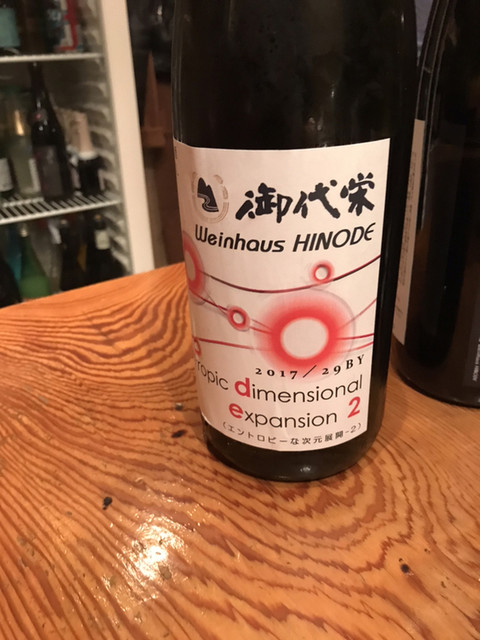 御代栄
Weinhaus HINODE
2017/29BY
ropic dimensional
expansion 2
(エントロピーな次元展開-2)